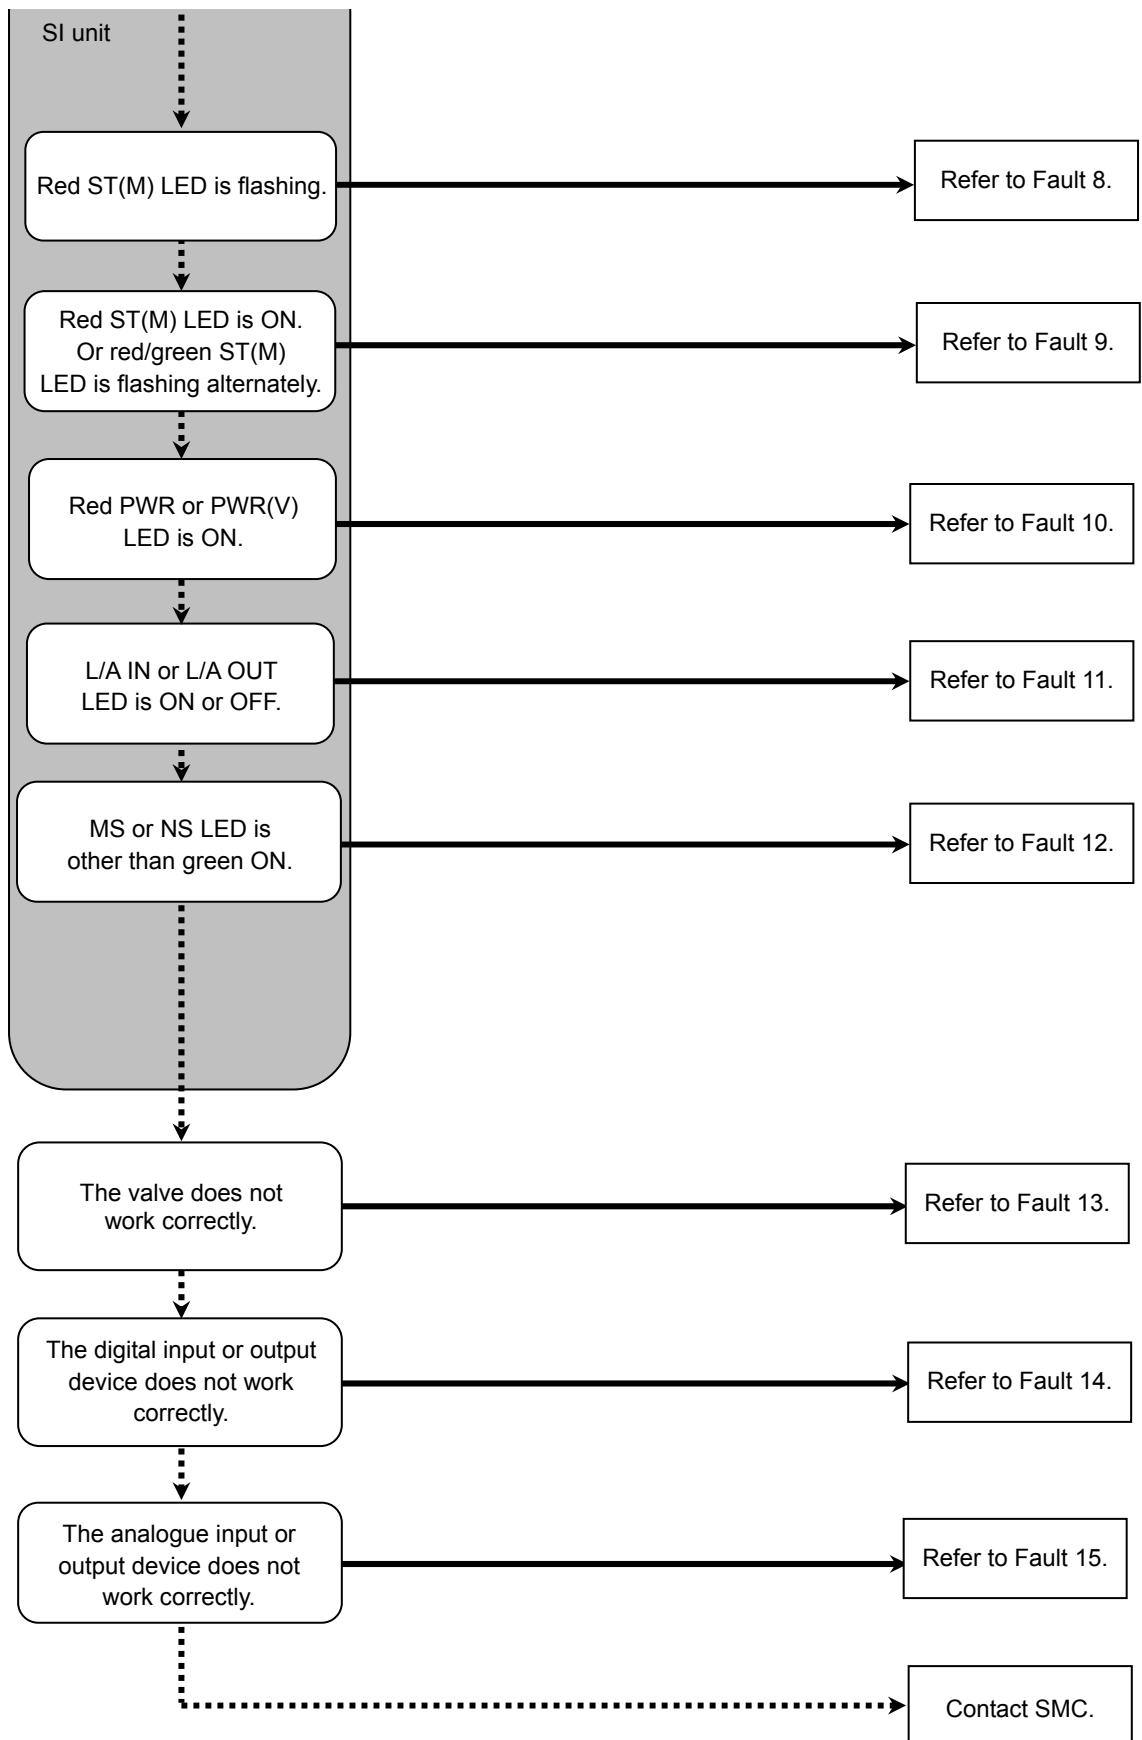 SI unit
Red ST(M) LED is flashing.
Refer to Fault 8.
Red ST(M) LED is ON.
Or red/green ST(M)
LED is flashing alternately.
Refer to Fault 9.
Red PWR or PWR(V)
LED is ON.
Refer to Fault 10.
L/A IN or L/A OUT
LED is ON or OFF.
Refer to Fault 11.
MS or NS LED is
other than green ON.
Refer to Fault 12.
The valve does not
work correctly.
Refer to Fault 13.
The digital input or output
device does not work
correctly.
Refer to Fault 14.
The analogue input or
output device does not
work correctly.
Refer to Fault 15.
Contact SMC.